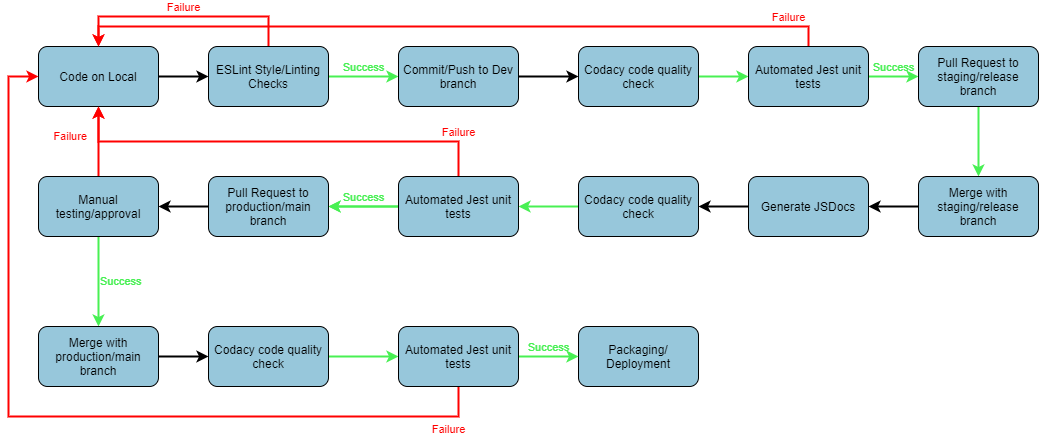 Failure
Failure
Code on Local
ESLint Style/Linting
Checks
Success
Commit/Push to Dev
branch
Codacy code quality
check
Automated Jest unit
tests
Success
Pull Request to
staging/release
branch
Failure
Failure
Manual
testing/approval
Pull Request to
production/main
branch
Success
Automated Jest unit
tests
Codacy code quality
check
Generate JSDocs
Merge with
staging/release
branch
Success
Merge with
production/main
branch
Codacy code quality
check
Automated Jest unit
tests
Success
Packaging/
Deployment
Failure